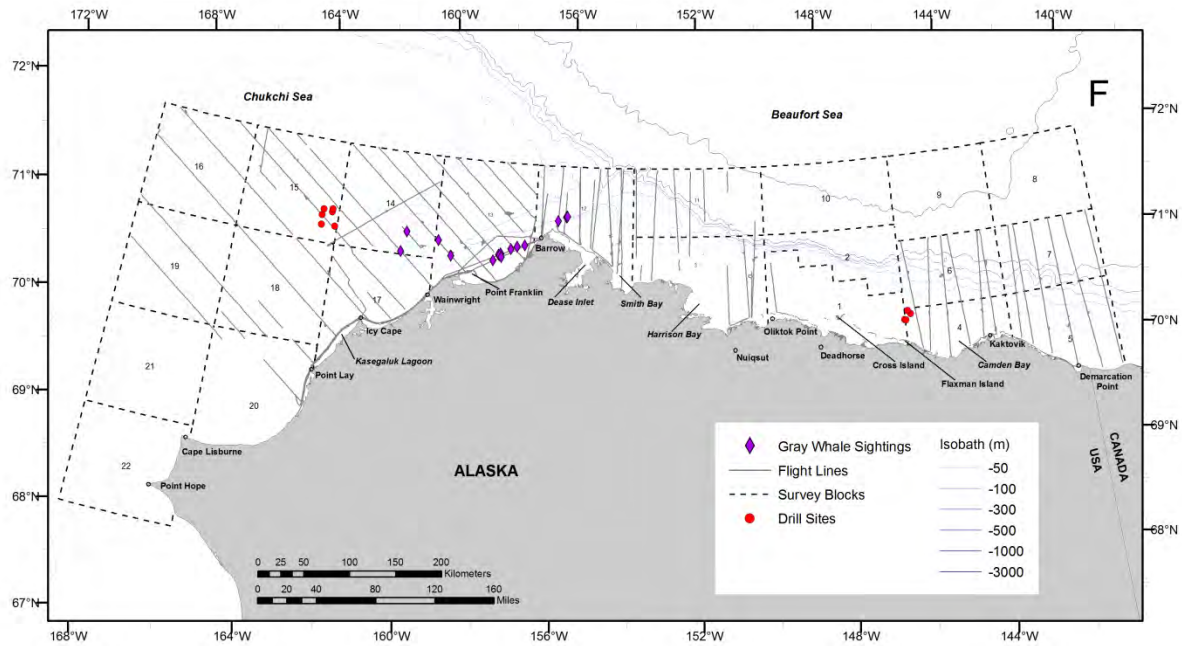 172°W 168°W 164°W 160°W 156°W 152°W 148°W 144°W 140°W
72°N
72°N
Chukchi Sea
Beaufort Sea
F
71°N
71°N
16
15
14
13
12
11
10
9
8
19
18
17
2
6
7
70°N
70°N
Barrow
Point Franklin
Dease Inlet
Smith Bay
Wainwright
Harrison Bay
1
4
5
Icy Cape
Oliktok Point
Kaktovik
Kasegaluk Lagoon
Nuiqsut
Deadhorse
Cross Island
Camden Bay
Flaxman Island
Demarcation
Point
Point Lay
21
20
69°N
69°N
Cape Lisburne
22
Point Hope
ALASKA
CANADA
USA
68°N
68°N
Gray Whale Sightings
Flight Lines
Survey Blocks
Drill Sites
Isobath (m)
-50
-100
-300
-500
-1000
-3000
0 25 50 100 150 200
Kilometers
0 20 40 80 120 160
Miles
67°N
67°N
168°W 164°W 160°W 156°W 152°W 148°W 144°W